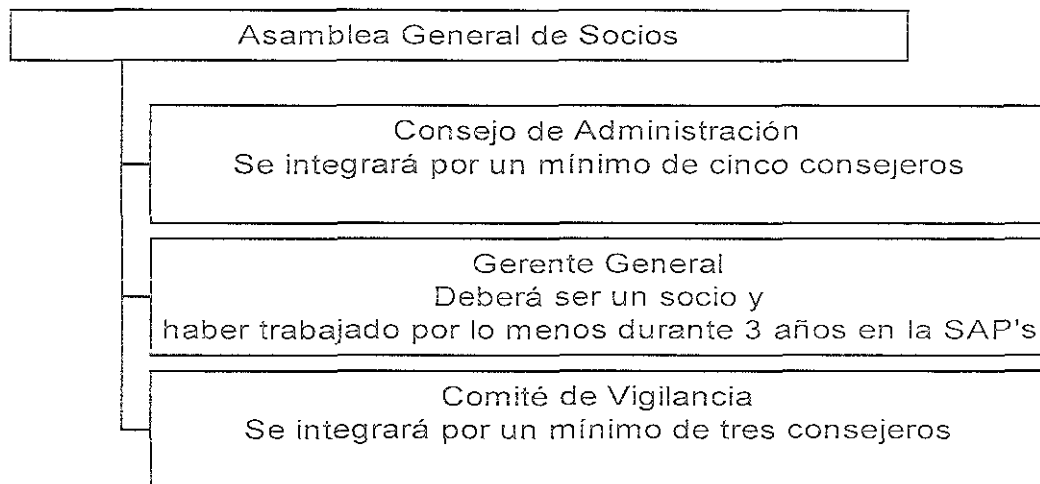 Asamblea General de Socios
Consejo de Administración
Se integrará por un mínimo de cinco consejeros
Gerente General
Deberá ser un socio y
haber trabajado por lo menos durante 3 años en la SAP's
Comité de Vigilancia
Se integrará por un mínimo de tres consejeros